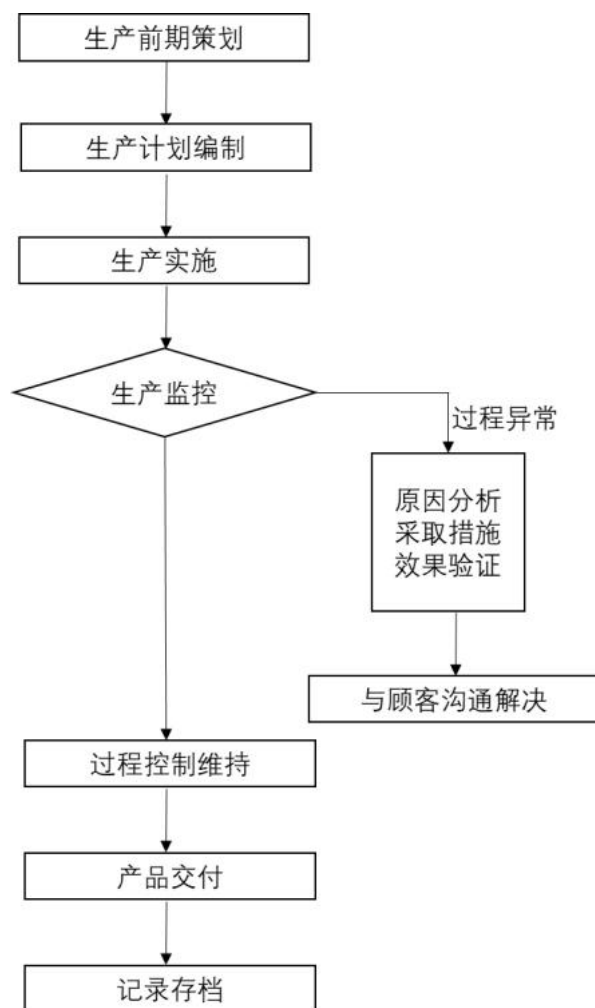 生产前期策划
生产计划编制
生产实施
生产监控
过程异常
原因分析
采取措施
效果验证
与顾客沟通解决
过程控制维持
产品交付
记录存档